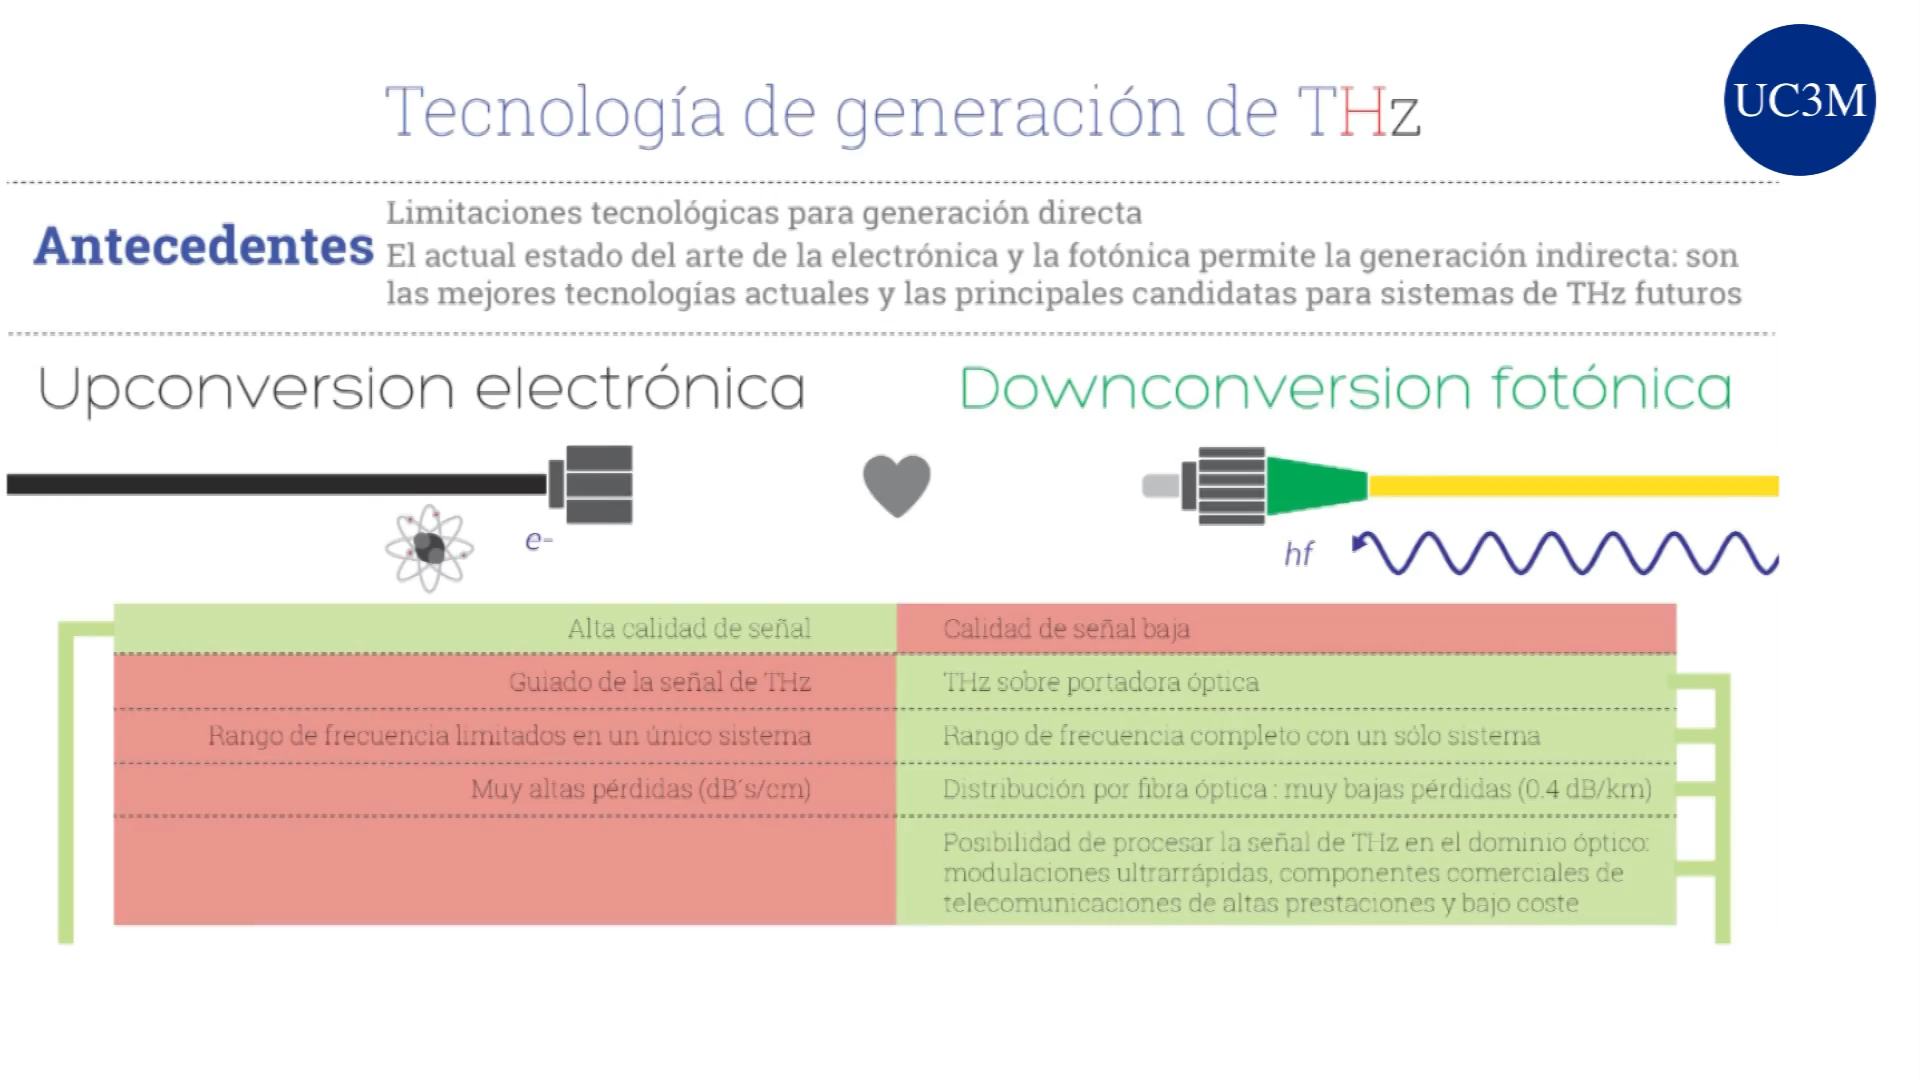 Tecnología de generación de THz
UC3M
Antecedentes
Limitaciones tecnológicas para generación directa
El actual estado del arte de la electrónica y la fotónica permite la generación indirecta: son
las mejores tecnologías actuales y las principales candidatas para sistemas de THz futuros
Upconversion electrónica
Downconversion fotónica
e-
hf
Alta calidad de señal
Calidad de señal baja
Guiado de la señal de THz
THz sobre portadora óptica
Rango de frecuencia limitados en un único sistema
Rango de frecuencia completo con un sólo sistema
Muy altas pérdidas (dB´s/cm)
Distribución por fibra óptica : muy bajas pérdidas (0.4 dB/km)
Posibilidad de procesar la señal de THz en el dominio óptico:
modulaciones ultrarrápidas, componentes comerciales de
telecomunicaciones de altas prestaciones y bajo coste